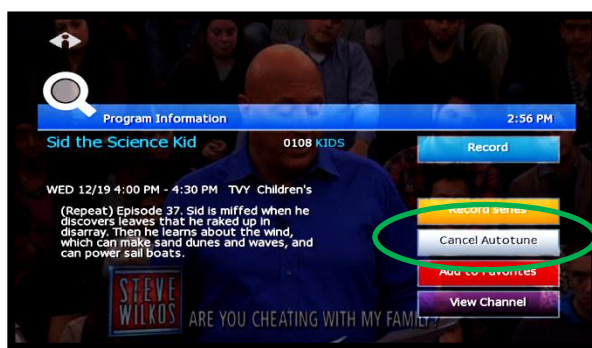 Program Information 2:56 PM
Sid the Science Kid 0108 KIDS
Record
WED 12/19 4:00 PM - 4:30 PM TVY Children's
(Repeat) Episode 37. Sid is miffed when he
discovers leaves that he raked up in
disarray. Then he learns about the wind,
which can make sand dunes and waves, and
can power sail boats.
Record Series
Cancel Autotune
Add to Favorites
View Channel
STEVE
WILKOS
ARE YOU CHEATING WITH MY FAMILY?